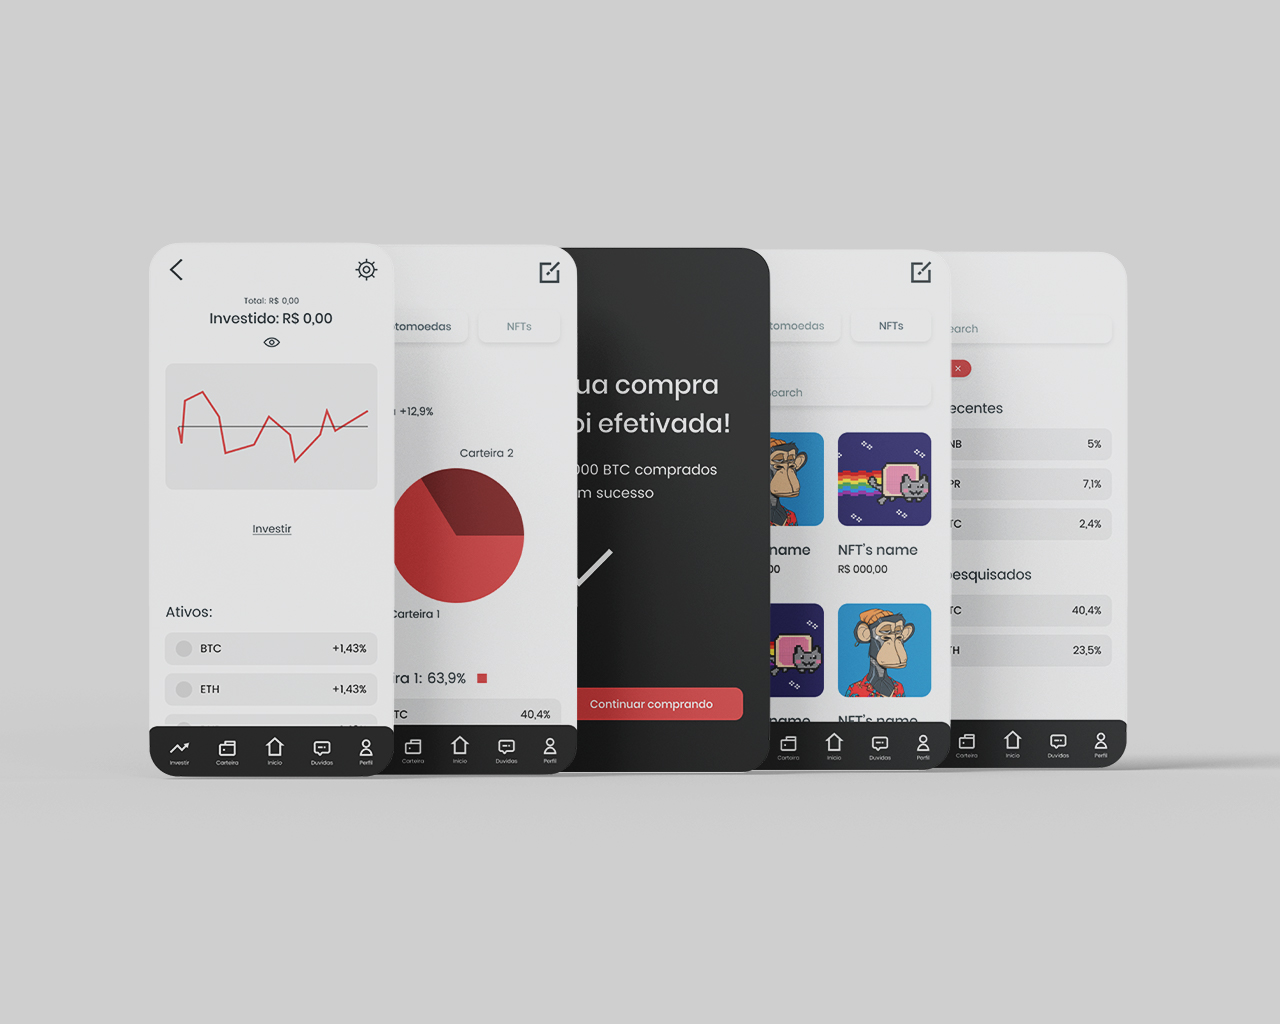 Total: R$ 0,00
Investido: R$ 0,00
Investir
Ativos:
BTC +1,43%
ETH +1,43%
Investir Carteira Início Duvidas Perfil
tomoedas NFTs
+12,9%
Carteira 2
Carteira 1
ra 1: 63,9%
TC 40,4%
Carteira Início Duvidas Perfil
ua compra
oi efetivada!
000 BTC comprados
m sucesso
Continuar comprando
tomoedas NFTs
earch
name NFT's name
00 R$ 000,00
name NFT's name
Carteira Início Duvidas Perfil
earch
×
ecentes
NB 5%
PR 7,1%
TC 2,4%
pesquisados
TC 40,4%
TH 23,5%
Carteira Início Duvidas Perfil